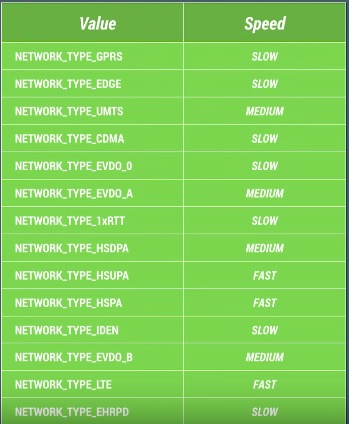 Value Speed
NETWORK_TYPE_GPRS SLOW
NETWORK_TYPE_EDGE SLOW
NETWORK_TYPE_UMTS MEDIUM
NETWORK_TYPE_CDMA SLOW
NETWORK_TYPE_EVDO_0 SLOW
NETWORK_TYPE_EVDO_A MEDIUM
NETWORK_TYPE_1xRTT SLOW
NETWORK_TYPE_HSDPA MEDIUM
NETWORK_TYPE_HSUPA FAST
NETWORK_TYPE_HSPA FAST
NETWORK_TYPE_IDEN SLOW
NETWORK_TYPE_EVDO_B MEDIUM
NETWORK_TYPE_LTE FAST
NETWORK_TYPE_EHRPD SLOW